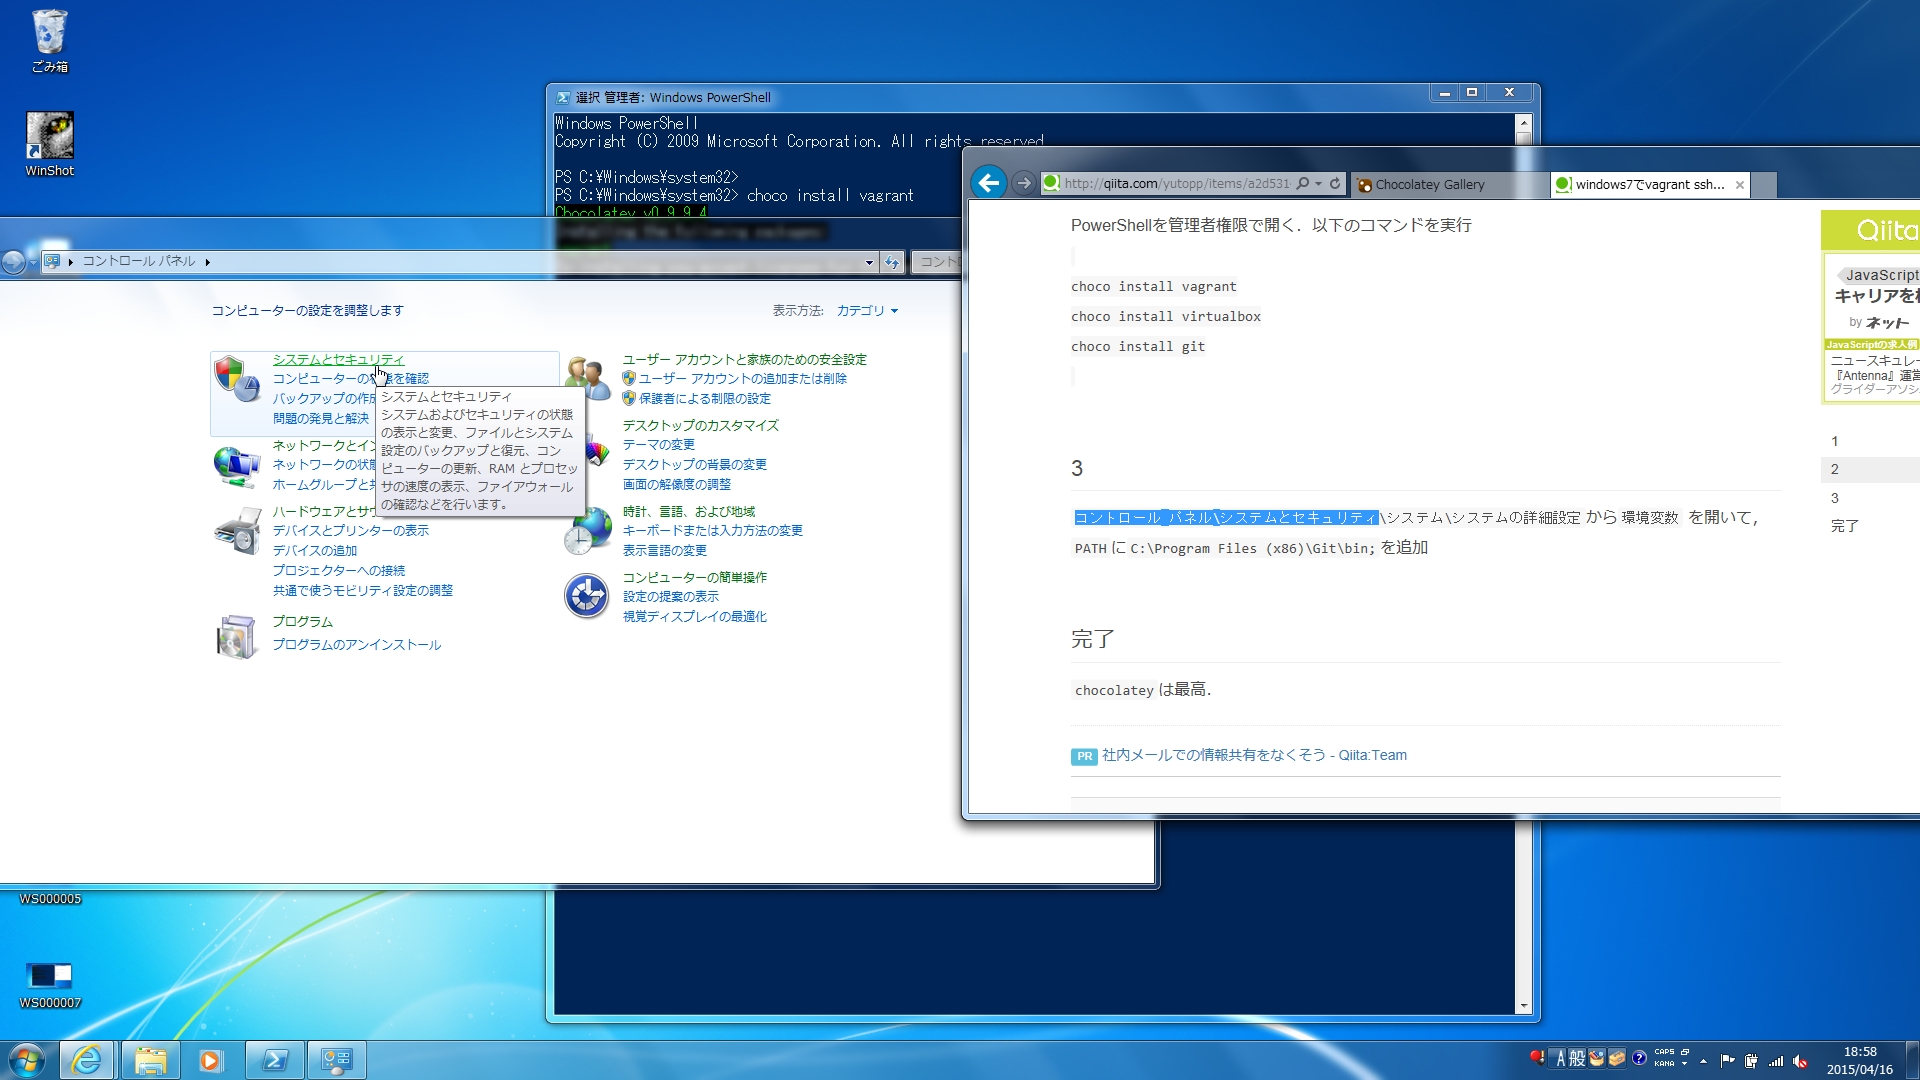 ごみ箱
WinShot
WS000005
WS000007
選択 管理者: Windows PowerShell
Windows PowerShell
Copyright (C) 2009 Microsoft Corporation. All rights reserved
PS C:¥Windows¥system32>
PS C:¥Windows¥system32> choco install vagrant
Chocolatey v0.9.9.4
Installing the following packages:
コントロール パネル
コントロ
コンピューターの設定を調整します
表示方法: カテゴリ
システムとセキュリティ
コンピューターの状態を確認
バックアップの作成
問題の発見と解決
システムとセキュリティ
システムおよびセキュリティの状態
の表示と変更、ファイルとシステム
設定のバックアップと復元、コン
ピューターの更新、RAM とプロセッ
サの速度の表示、ファイアウォール
の確認などを行います。
ネットワークとイン
ネットワークの状態
ホームグループと共
ハードウェアとサウ
デバイスとプリンターの表示
デバイスの追加
プロジェクターへの接続
共通で使うモビリティ設定の調整
プログラム
プログラムのアンインストール
ユーザー アカウントと家族のための安全設定
ユーザー アカウントの追加または削除
保護者による制限の設定
デスクトップのカスタマイズ
テーマの変更
デスクトップの背景の変更
画面の解像度の調整
時計、言語、および地域
キーボードまたは入力方法の変更
表示言語の変更
コンピューターの簡単操作
設定の提案の表示
視覚ディスプレイの最適化
http://qiita.com/yutopp/items/a2d531
Chocolatey Gallery
windows7でvagrant ssh...
PowerShellを管理者権限で開く．以下のコマンドを実行
choco install vagrant
choco install virtualbox
choco install git
3
コントロール パネル\システムとセキュリティ\システム\システムの詳細設定 から 環境変数 を開いて，
PATH に C:\Program Files (x86)\Git\bin; を追加
完了
chocolatey は最高．
PR 社内メールでの情報共有をなくそう - Qiita:Team
Qiita
JavaScript
キャリアを
by ネット
JavaScriptの求人例
ニュースキュレー
『Antenna』運営
グライダーアソシ
1
2
3
完了
A 般
CAPS
KANA
18:58
2015/04/16